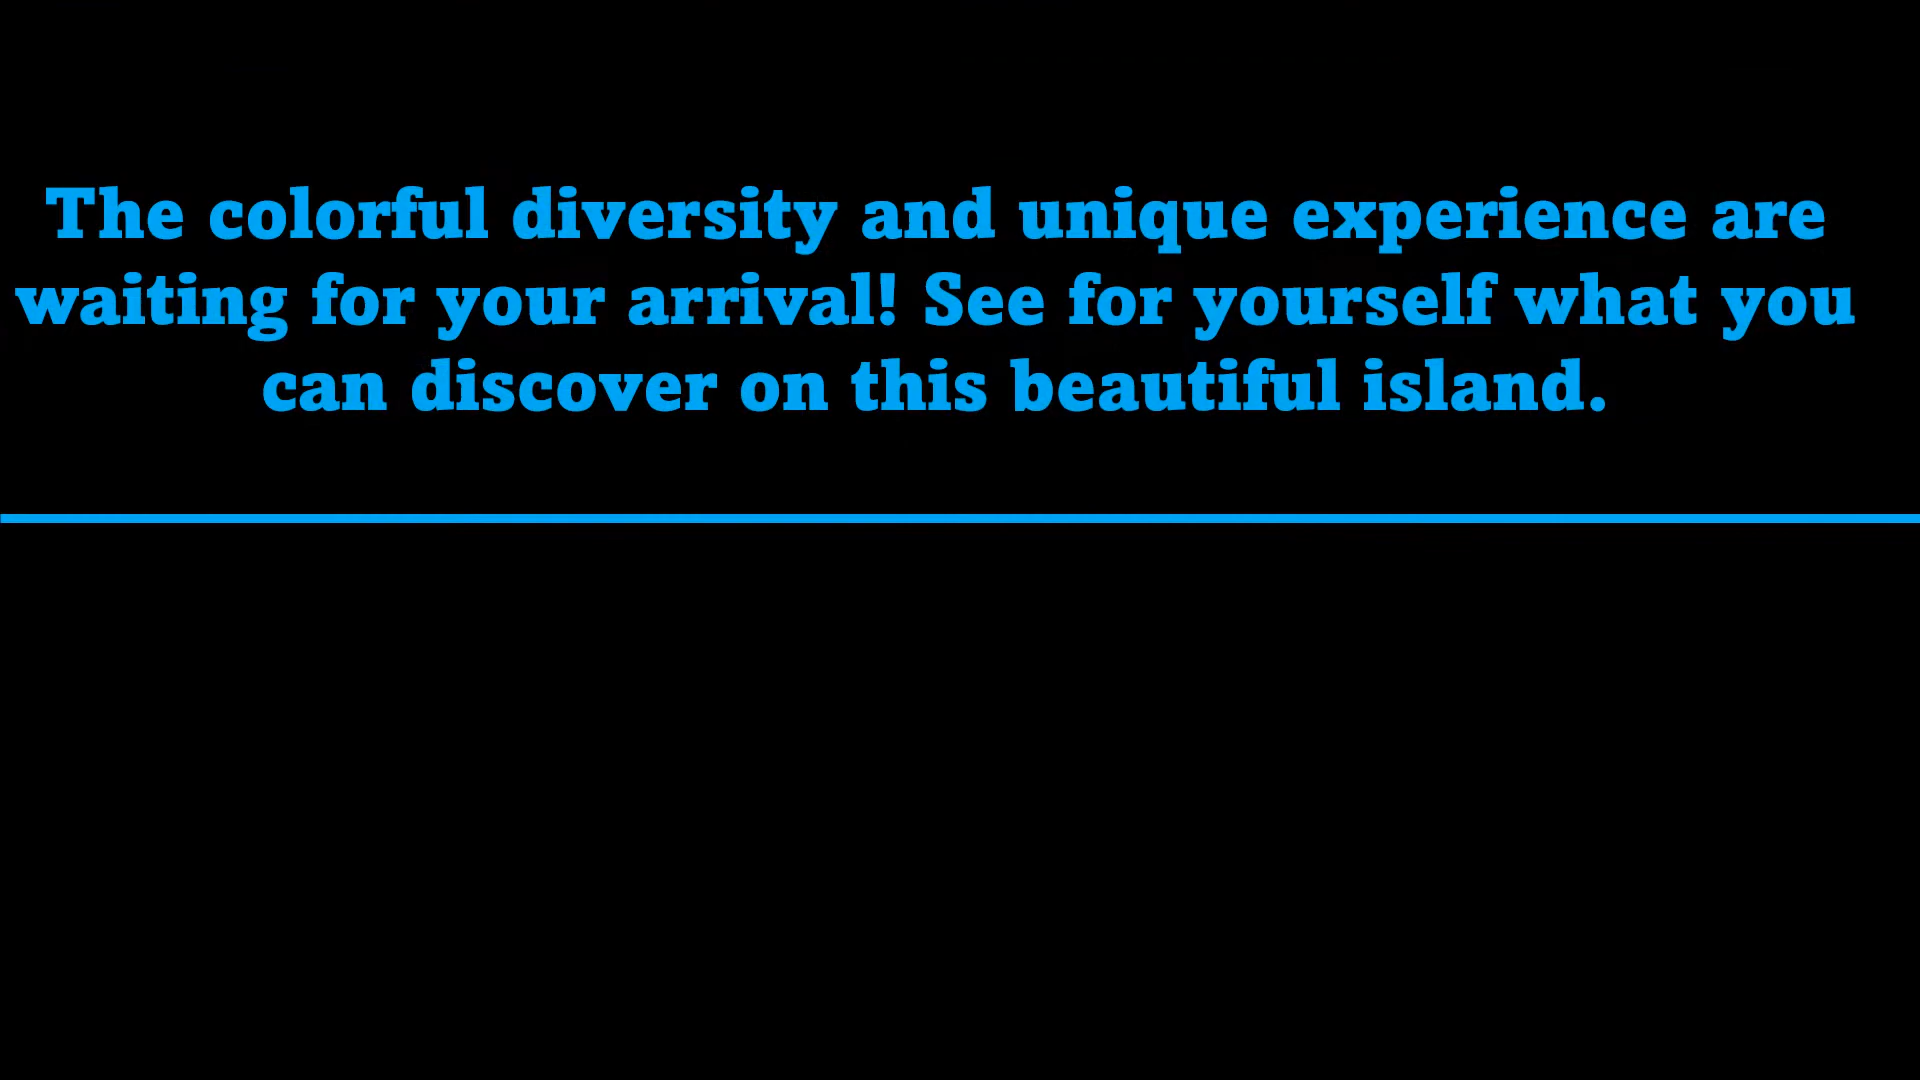 The colorful diversity and unique experience are
waiting for your arrival! See for yourself what you
can discover on this beautiful island.